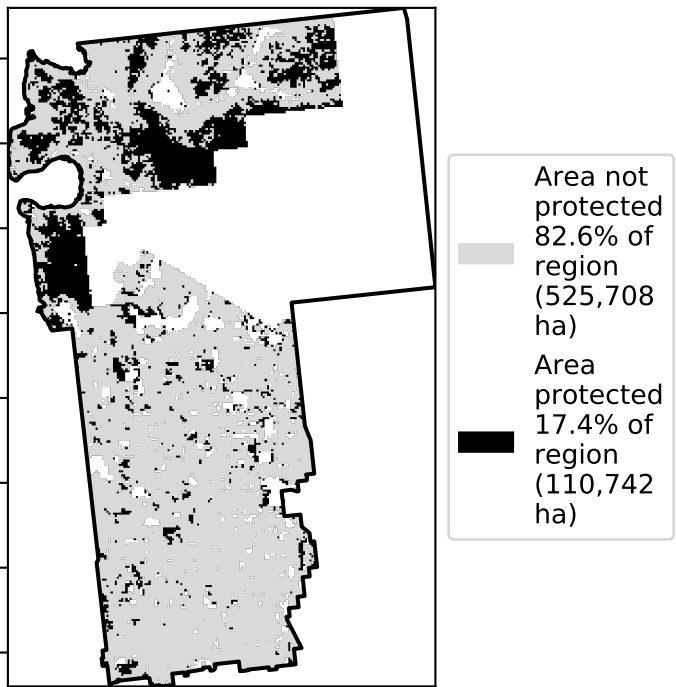 Area not
protected
82.6% of
region
(525,708
ha)
Area
protected
17.4% of
region
(110,742
ha)